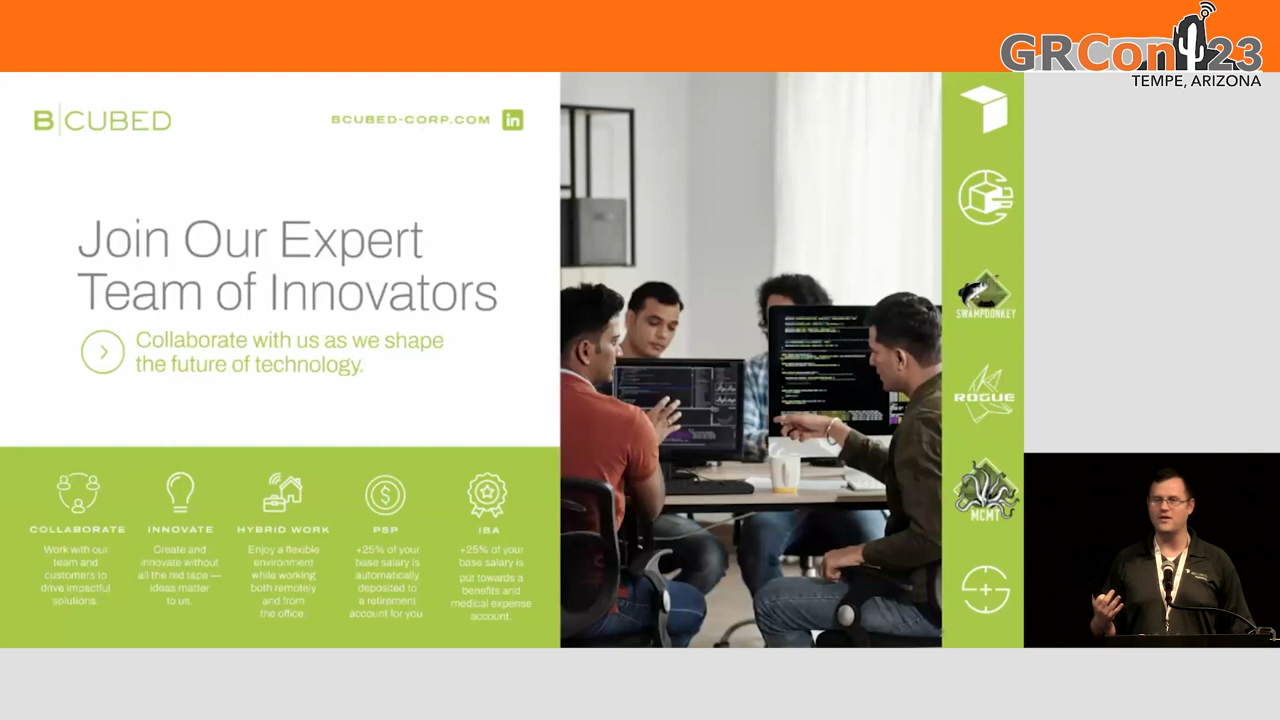 GRCon 23
TEMPE, ARIZONA
B|CUBED
BCUBED-CORP.COM in
Join Our Expert
Team of Innovators
Collaborate with us as we shape
the future of technology.
COLLABORATE
Work with our
team and
customers to
drive impactful
solutions.
INNOVATE
Create and
innovate without
all the red tape —
ideas matter
to us.
HYBRID WORK
Enjoy a flexible
environment
while working
both remotely
and from
the office.
PSP
+25% of your
base salary is
automatically
deposited to
a retirement
account for you.
IBA
+25% of your
base salary is
put towards a
benefits and
medical expense
account.
SWAMPDONKEY
ROGUE
MCMT